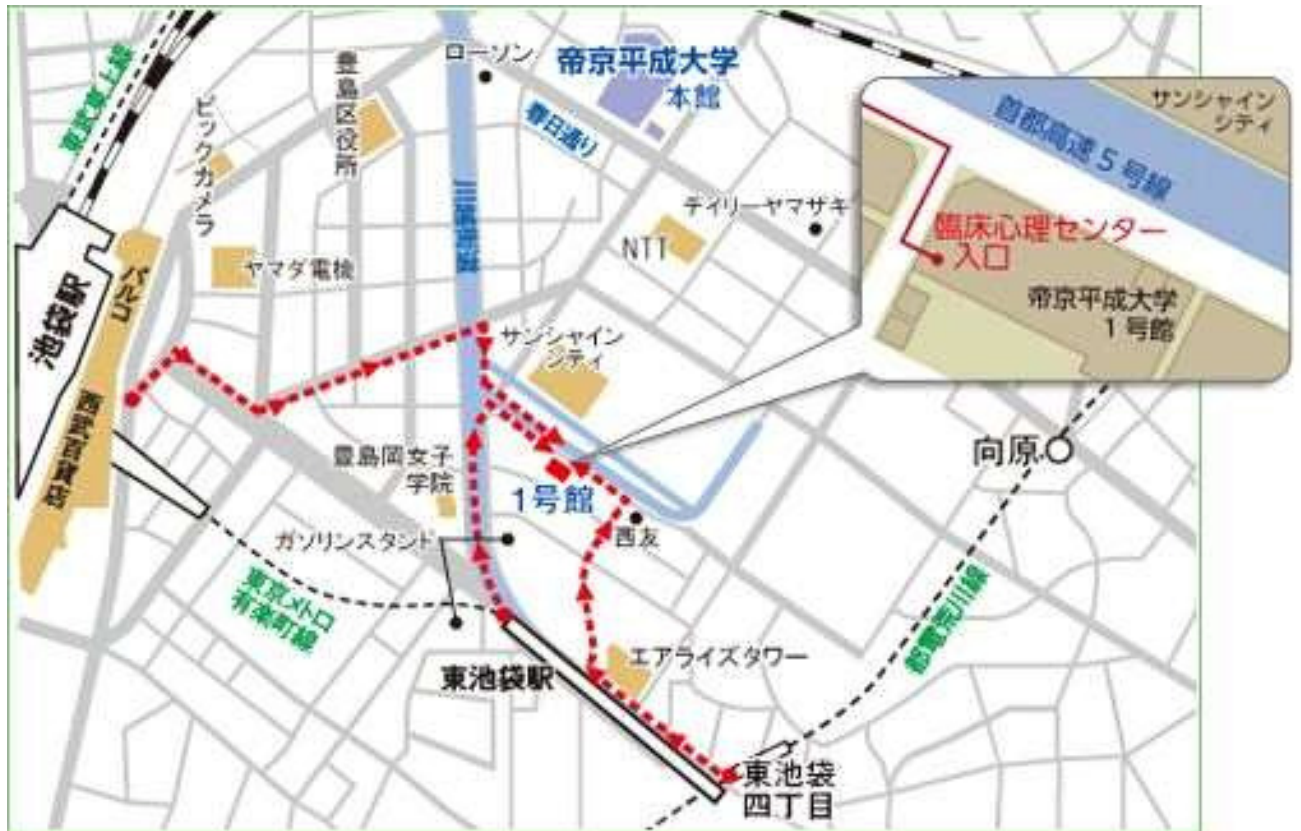 東武東上線
ビックカメラ
豊島区役所
ローソン
帝京平成大学
本館
春日通り
サンシャイン
シティ
首都高速5号線
臨床心理センター
入口
帝京平成大学
1号館
デイリーヤマザキ
NTT
ヤマダ電機
パルコ
池袋駅
西武百貨店
サンシャイン
シティ
豊島岡女子
学院
1号館
西友
向原
ガソリンスタンド
東京メトロ
有楽町線
都電荒川線
東池袋駅
エアライズタワー
東池袋
四丁目